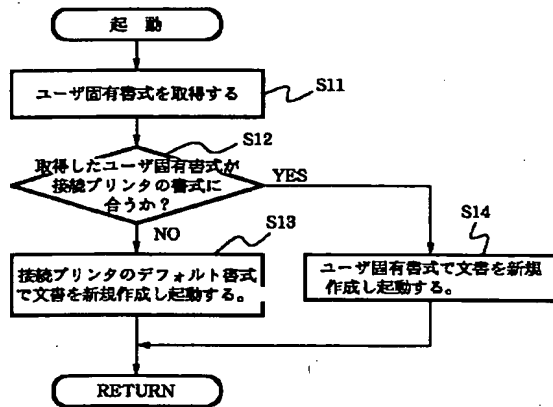 起 動
ユーザ固有書式を取得する
S11
S12
取得したユーザ固有書式が
接続プリンタの書式に
合うか?
YES
NO
S13
S14
接続プリンタのデフォルト書式
で文書を新規作成し起動する。
ユーザ固有書式で文書を新規
作成し起動する。
RETURN